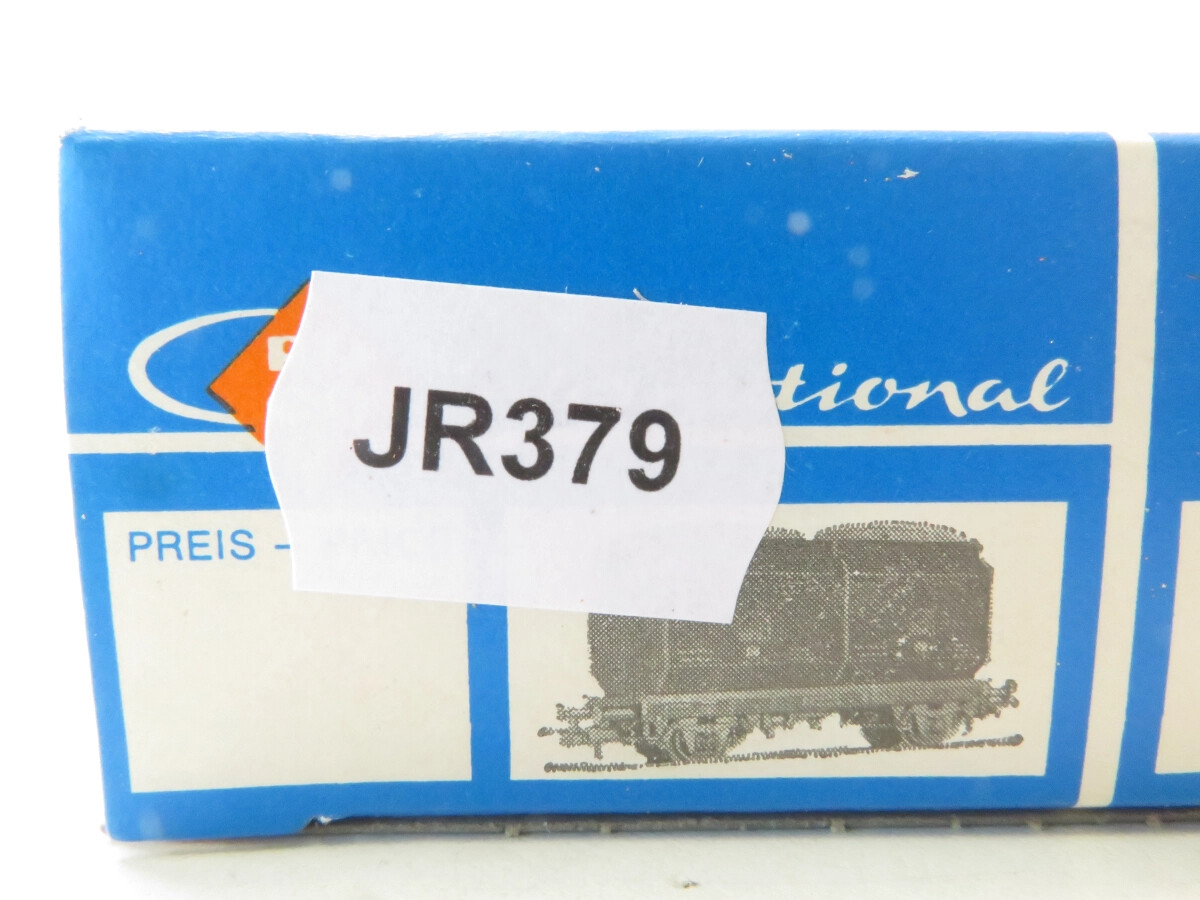 tional
JR379
PREIS -